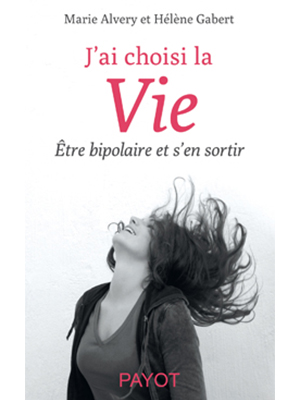 Marie Alvery et Hélène Gabert
J'ai choisi la
Vie
Être bipolaire et s'en sortir
PAYOT